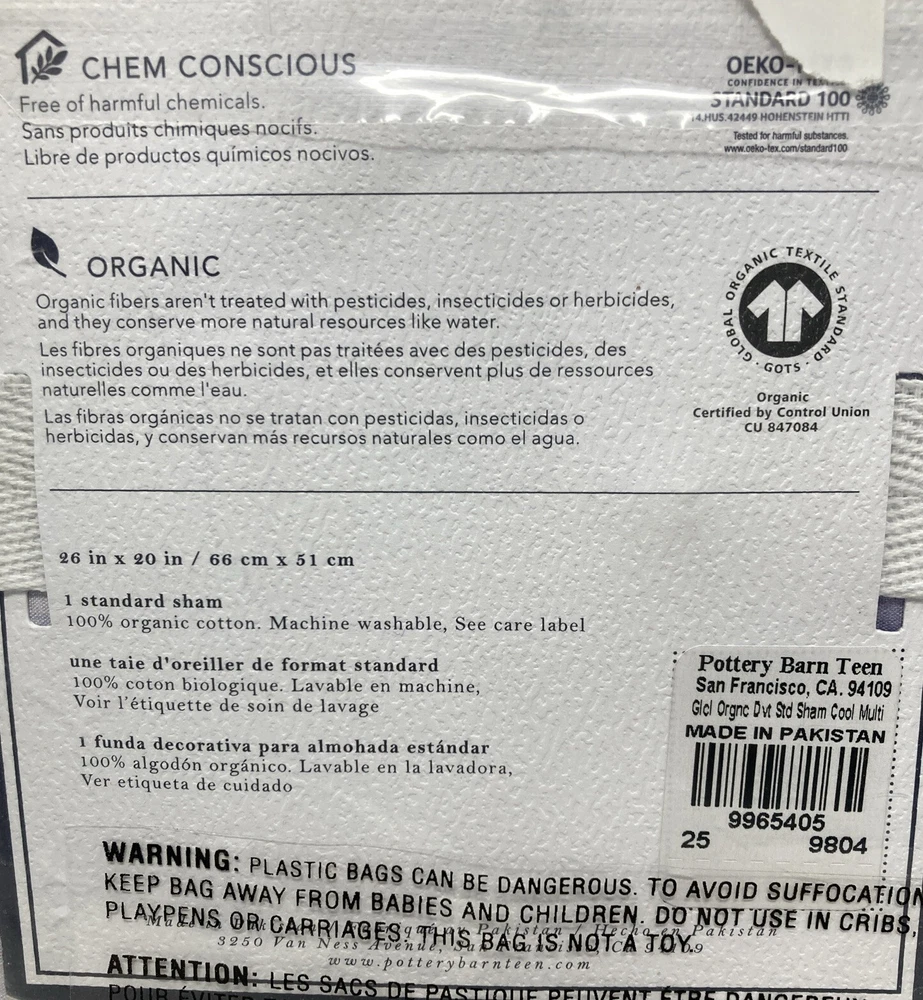 CHEM CONSCIOUS
Free of harmful chemicals.
Sans produits chimiques nocifs.
Libre de productos químicos nocivos.
OEKO-
CONFIDENCE IN
STANDARD 100
14.HUS.42449 HOHENSTEIN HTTI
Tested for harmful substances.
www.oeko-tex.com/standard100
ORGANIC
Organic fibers aren't treated with pesticides, insecticides or herbicides,
and they conserve more natural resources like water.
Les fibres organiques ne sont pas traitées avec des pesticides, des
insecticides ou des herbicides, et elles conservent plus de ressources
naturelles comme l'eau.
Las fibras orgánicas no se tratan con pesticidas, insecticidas o
herbicidas, y conservan más recursos naturales como el agua.
GLOBAL ORGANIC TEXTILE STANDARD
· GOTS ·
Organic
Certified by Control Union
CU 847084
26 in x 20 in / 66 cm x 51 cm
1 standard sham
100% organic cotton. Machine washable, See care label
une taie d'oreiller de format standard
100% coton biologique. Lavable en machine,
Voir l'étiquette de soin de lavage
1 funda decorativa para almohada estándar
100% algodón orgánico. Lavable en la lavadora,
Ver etiqueta de cuidado
Pottery Barn Teen
San Francisco, CA. 94109
Glcl Orgnc Dvt Std Sham Cool Multi
MADE IN PAKISTAN
9965405
25 9804
WARNING: PLASTIC BAGS CAN BE DANGEROUS. TO AVOID SUFFOCATION
KEEP BAG AWAY FROM BABIES AND CHILDREN. DO NOT USE IN CRIBS,
PLAYPENS OR CARRIAGES. THIS BAG IS NOT A TOY.
Pakistan / Hecho en Pakistan
3250 Van Ness Avenue,
www.potterybarnteen.com
ATTENTION: LES SACS DE PASTIQUE PEUVENT ÊTRE DANGEREUX
POUR ÉVITER